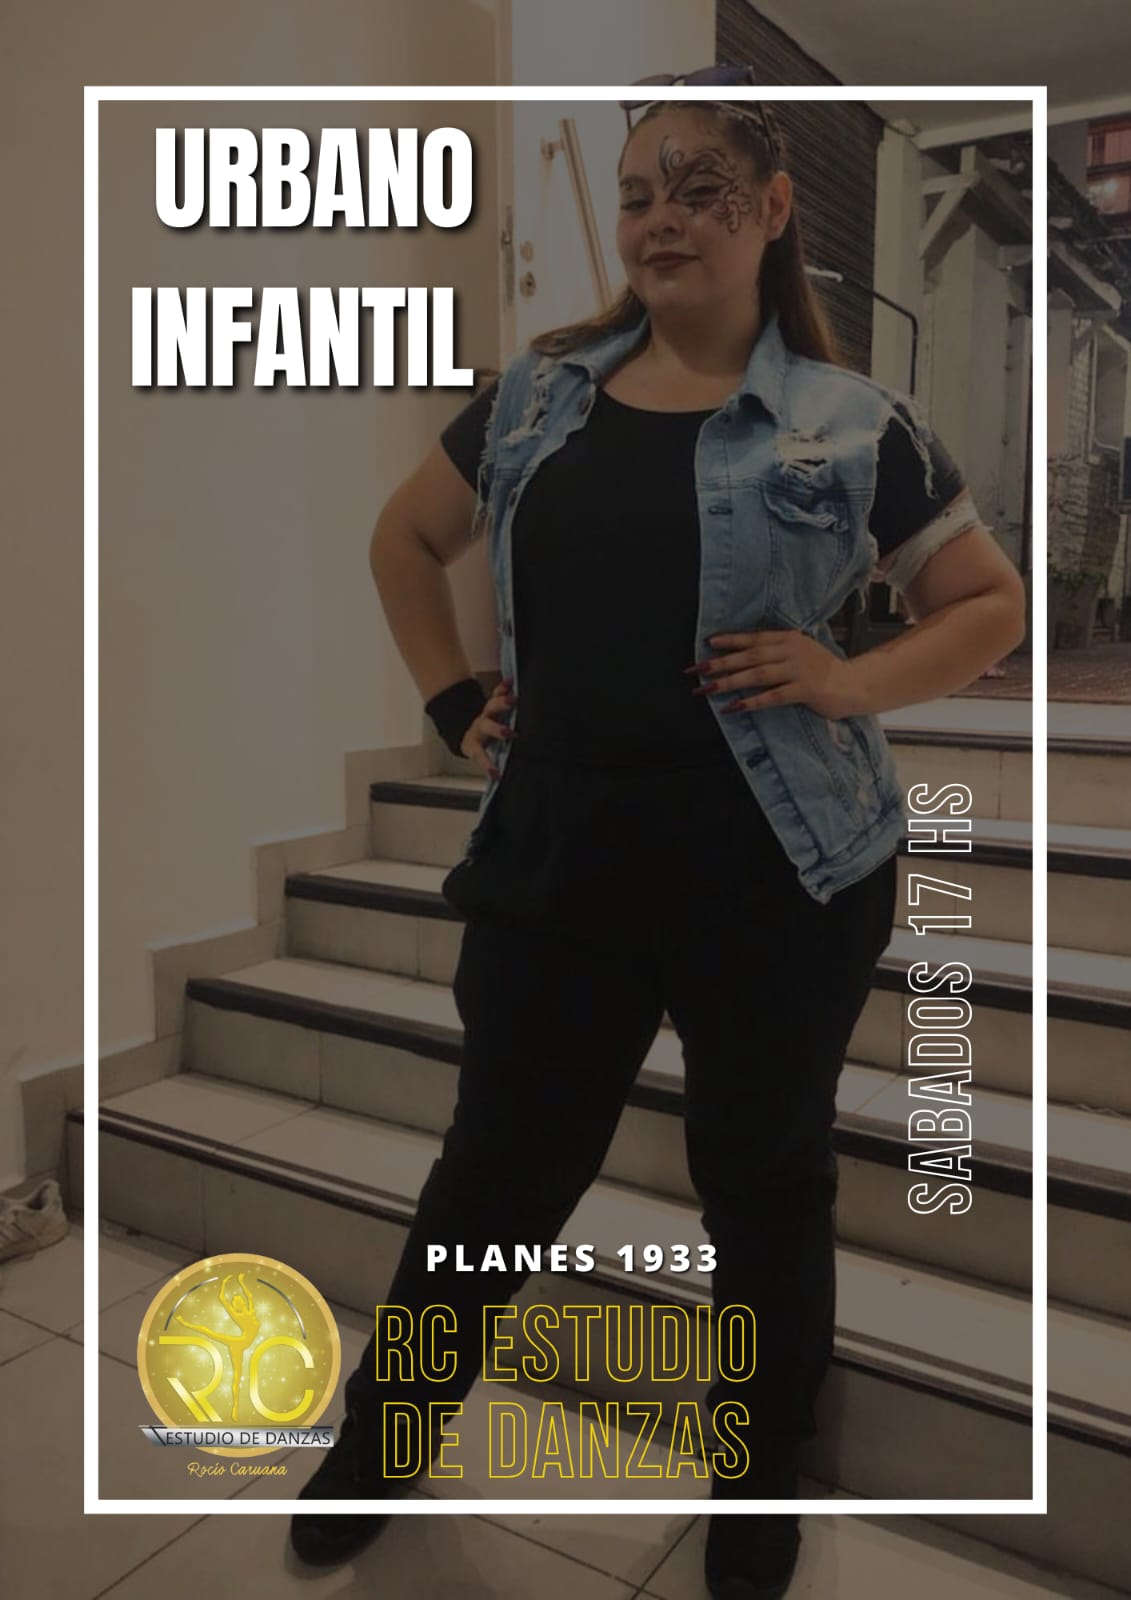 URBANO
INFANTIL
SABADOS 17 HS
PLANES 1933
RC ESTUDIO
DE DANZAS
RC
ESTUDIO DE DANZAS
Rocío Caruana